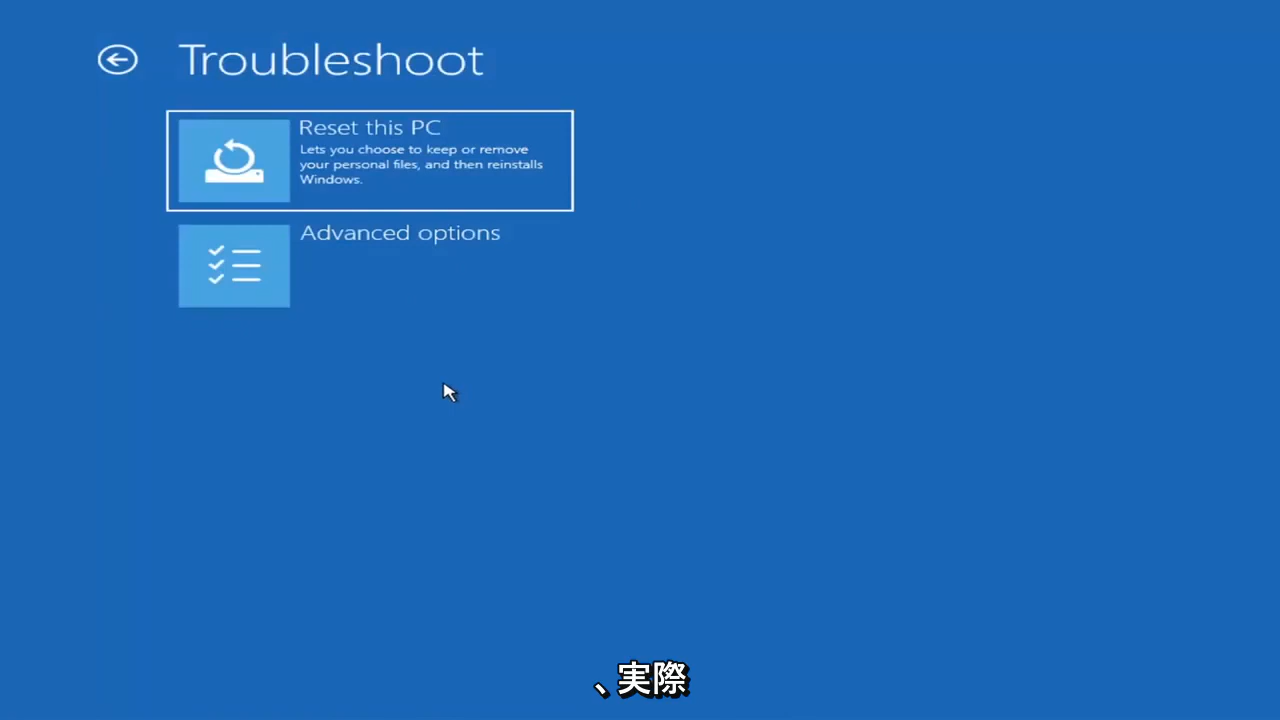 Troubleshoot
Reset this PC
Lets you choose to keep or remove
your personal files, and then reinstalls
Windows.
Advanced options
、実際